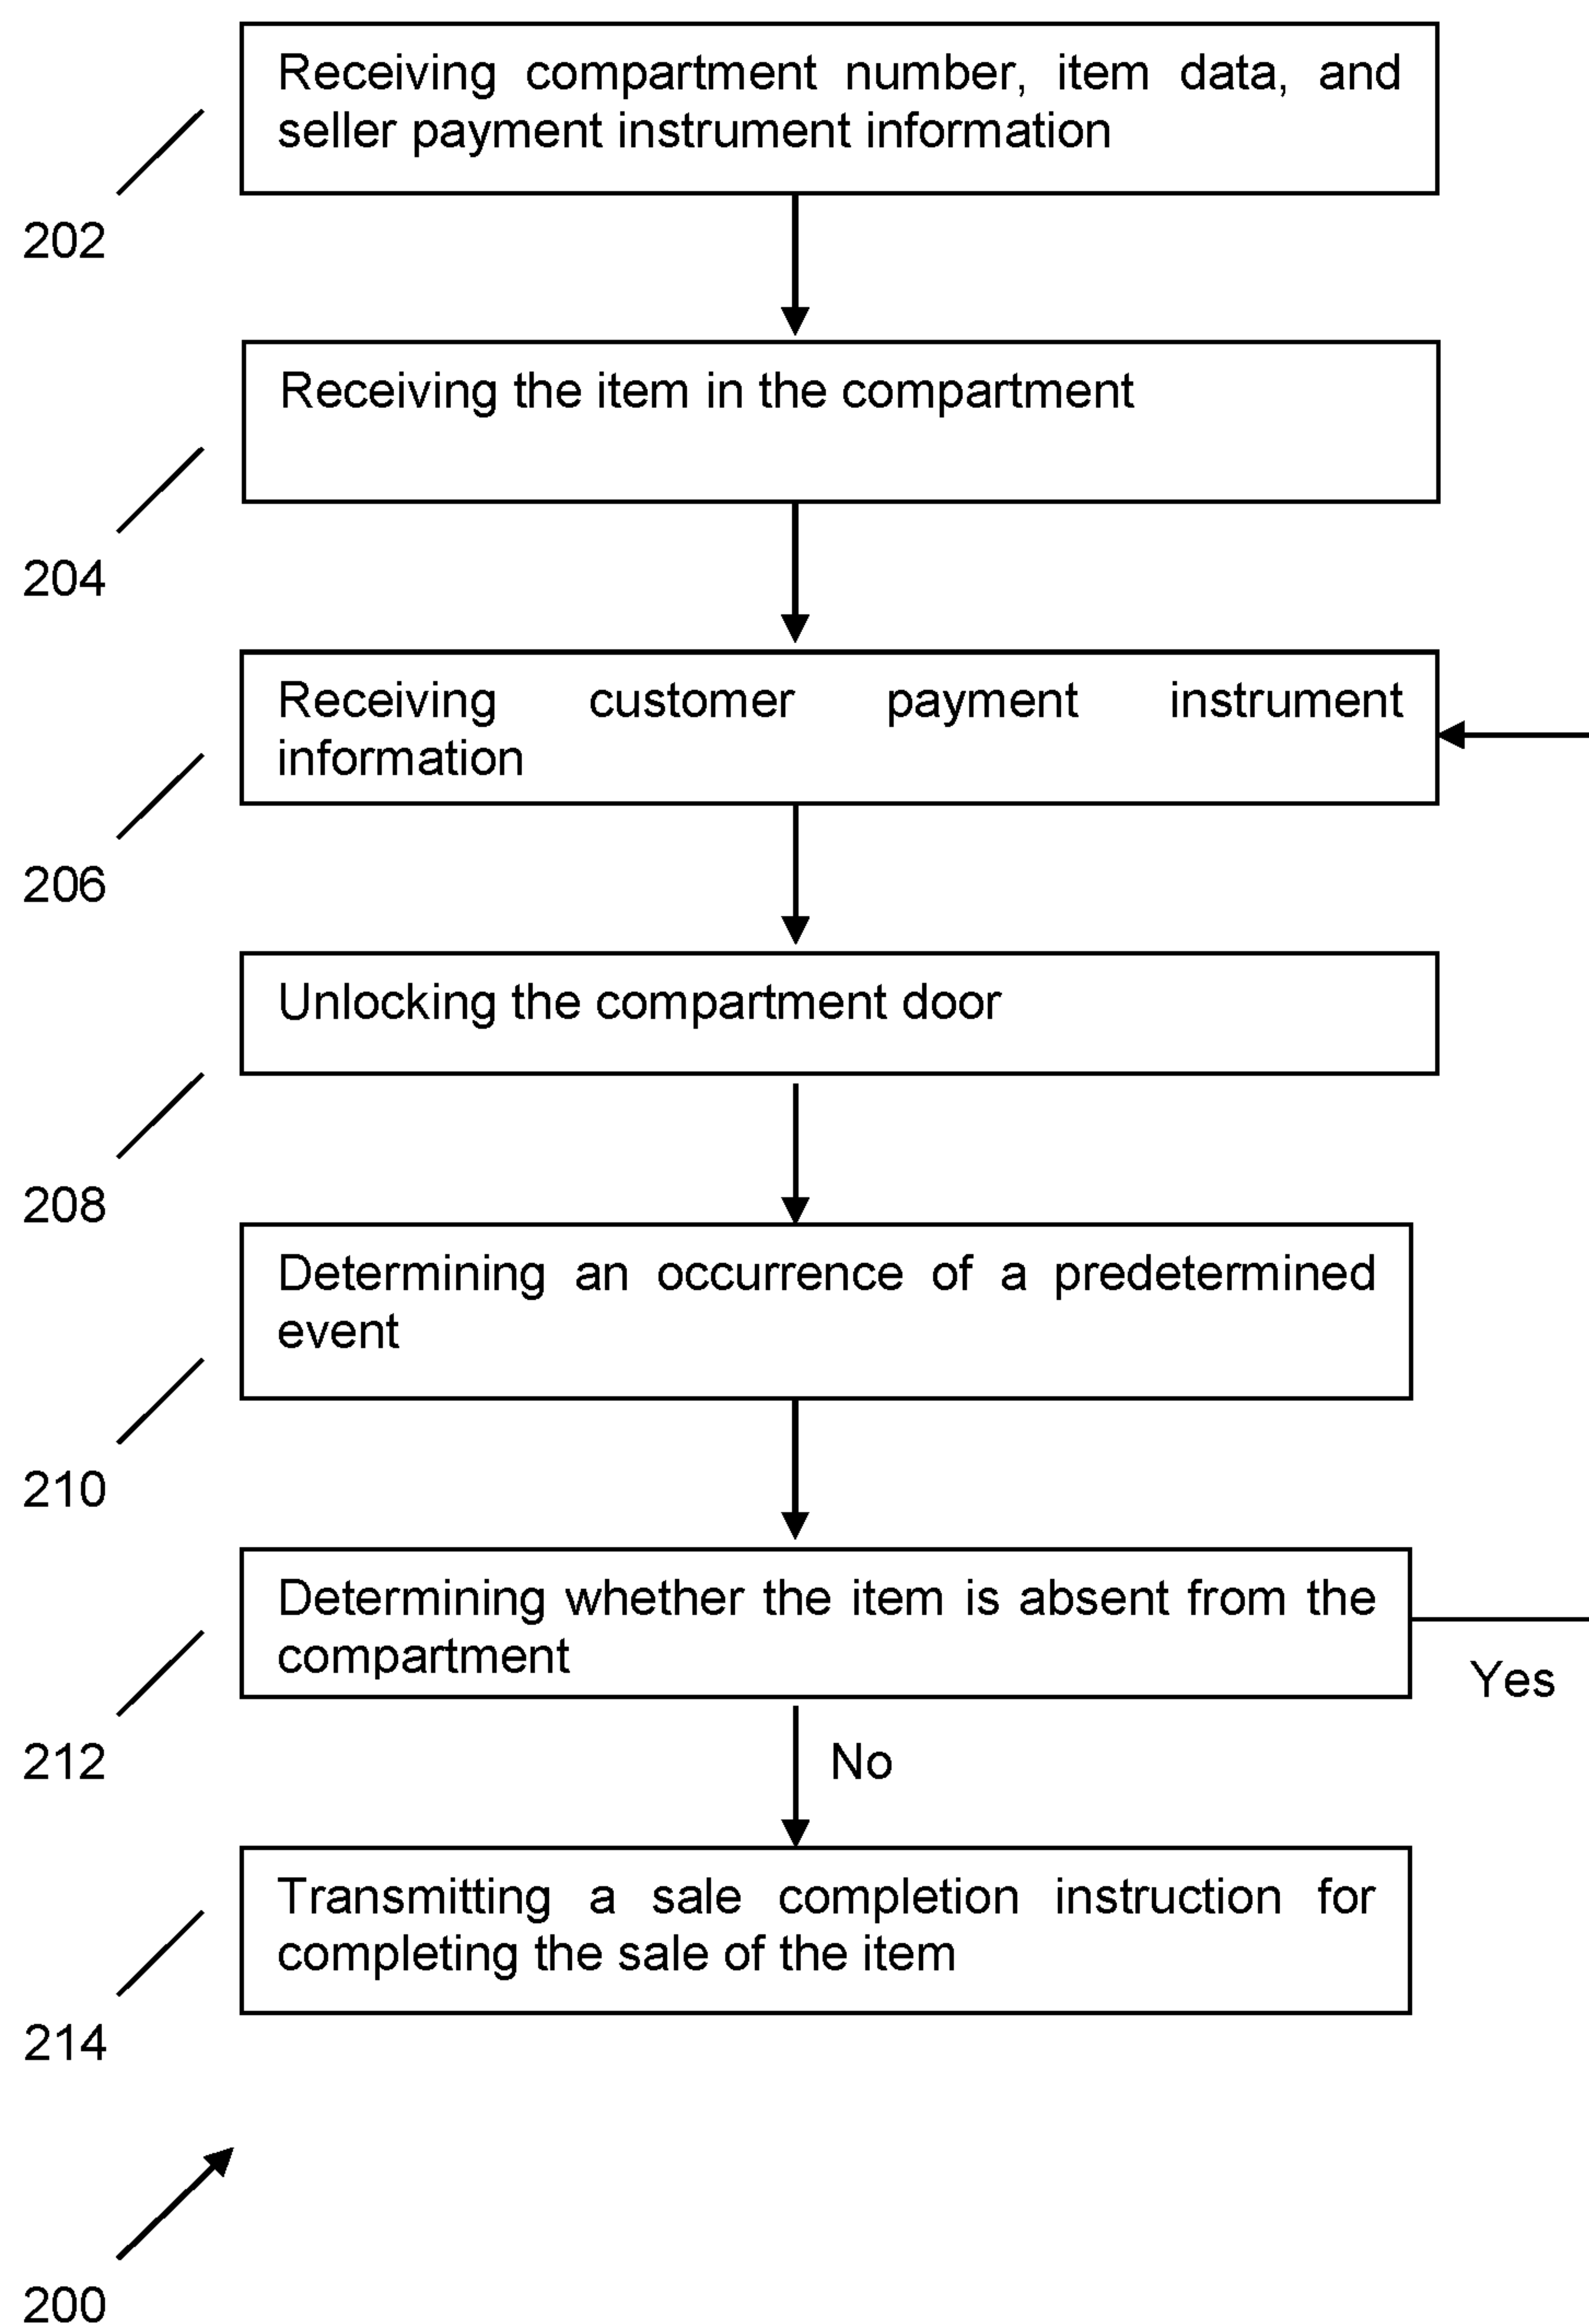 Receiving compartment number, item data, and
seller payment instrument information
202
Receiving the item in the compartment
204
Receiving customer payment instrument
information
206
Unlocking the compartment door
208
Determining an occurrence of a predetermined
event
210
Determining whether the item is absent from the
compartment
Yes
212
No
Transmitting a sale completion instruction for
completing the sale of the item
214
200